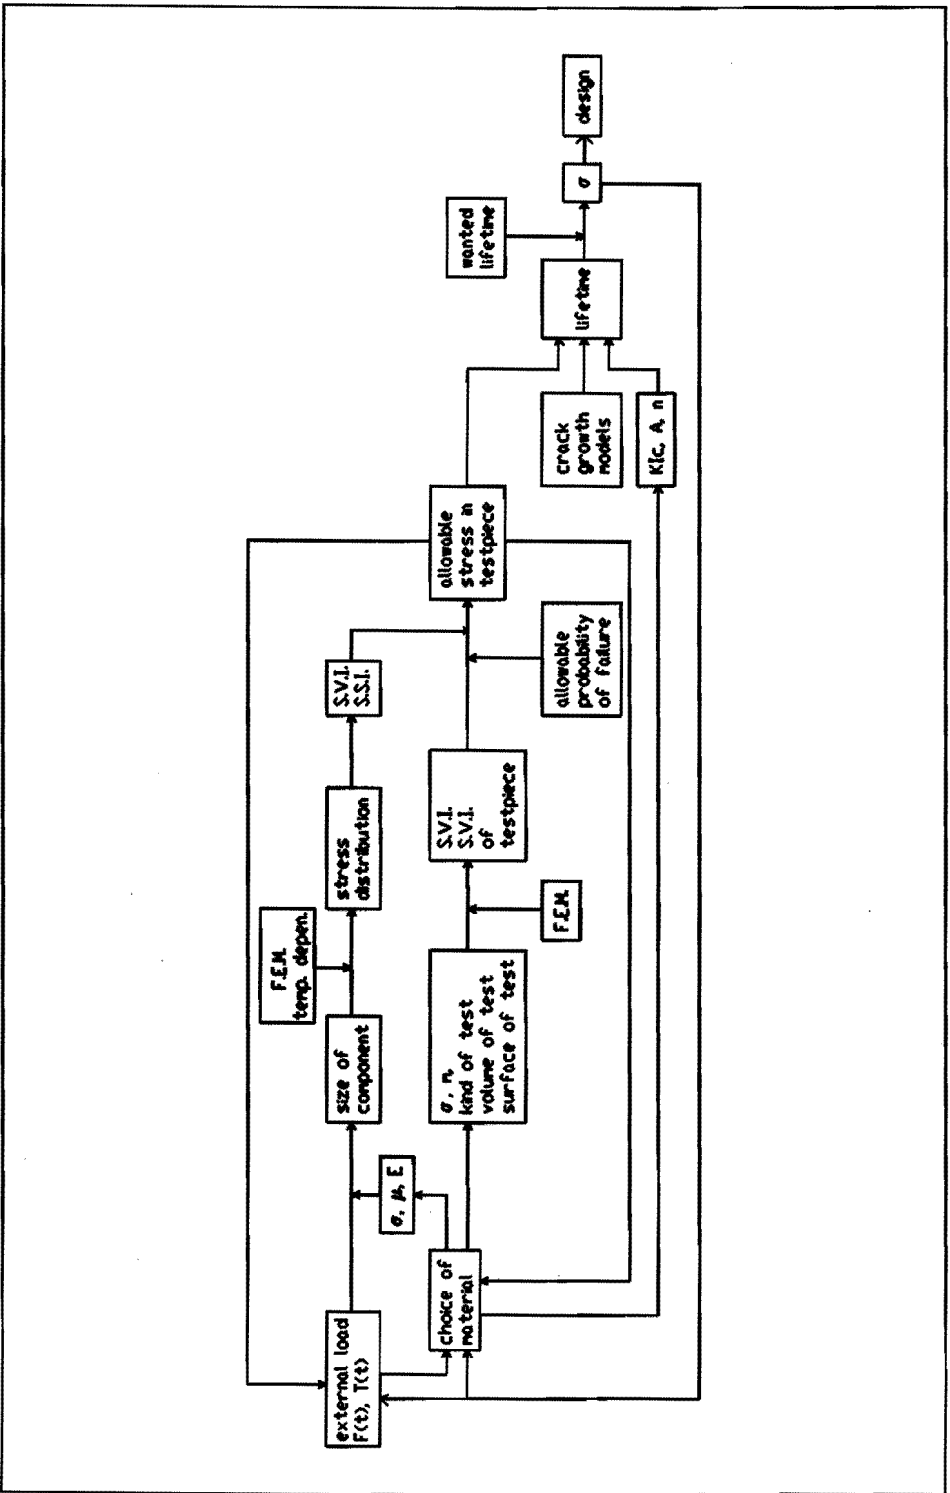 external load
F(t), T(t)
choice of
material
σ, μ, E
size of
component
F.E.M.
temp. depen.
stress
distribution
S.V.I.
S.S.I.
σ, m,
kind of test
volume of test
surface of test
F.E.M.
S.V.I.
S.V.I.
of
testpiece
allowable
probability
of failure
allowable
stress in
testpiece
crack
growth
models
KIc, A, n
lifetime
wanted
lifetime
σ
design